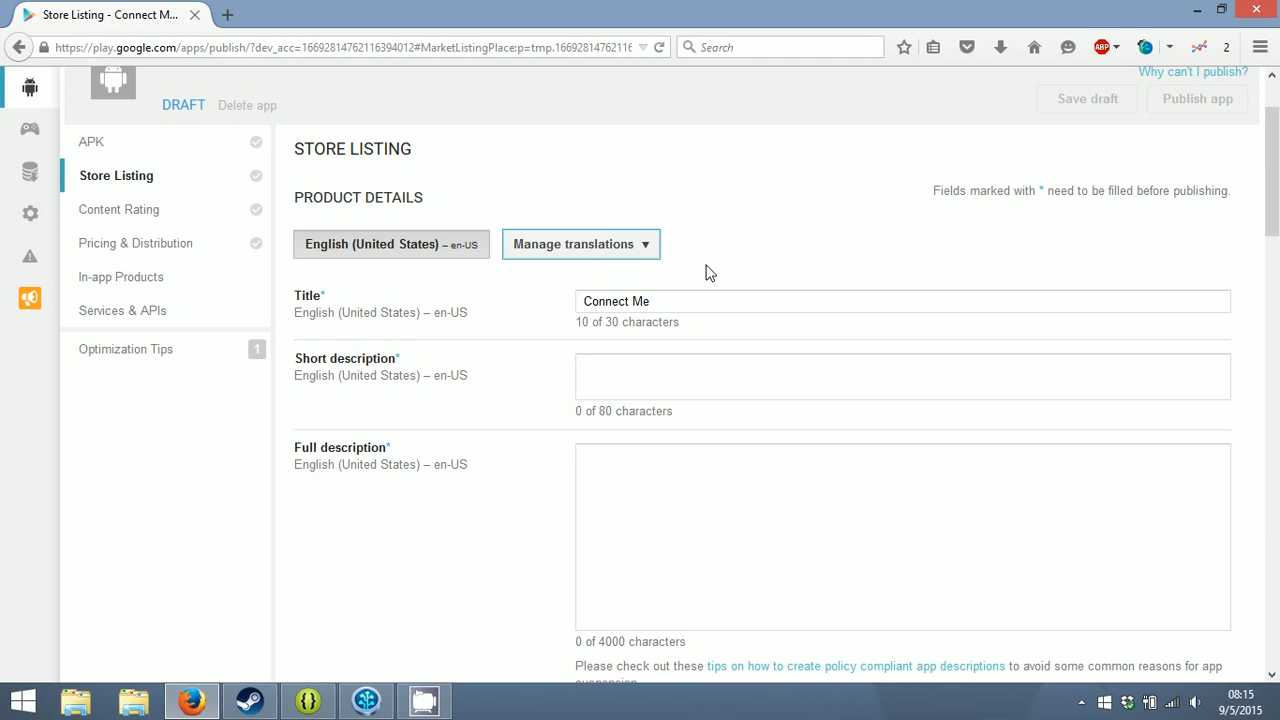 Store Listing - Connect M...
https://play.google.com/apps/publish/?dev_acc=16692814762116394012#MarketListingPlace:p=tmp.16692814762116
Search
ABP
2
Why can't I publish?
DRAFT
Delete app
Save draft
Publish app
APK
Store Listing
Content Rating
Pricing & Distribution
In-app Products
Services & APIs
Optimization Tips
1
STORE LISTING
PRODUCT DETAILS
Fields marked with * need to be filled before publishing.
English (United States) – en-US
Manage translations ▼
Title*
English (United States) – en-US
Connect Me
10 of 30 characters
Short description*
English (United States) – en-US
0 of 80 characters
Full description*
English (United States) – en-US
0 of 4000 characters
Please check out these tips on how to create policy compliant app descriptions to avoid some common reasons for app
suspension.
08:15
9/5/2015